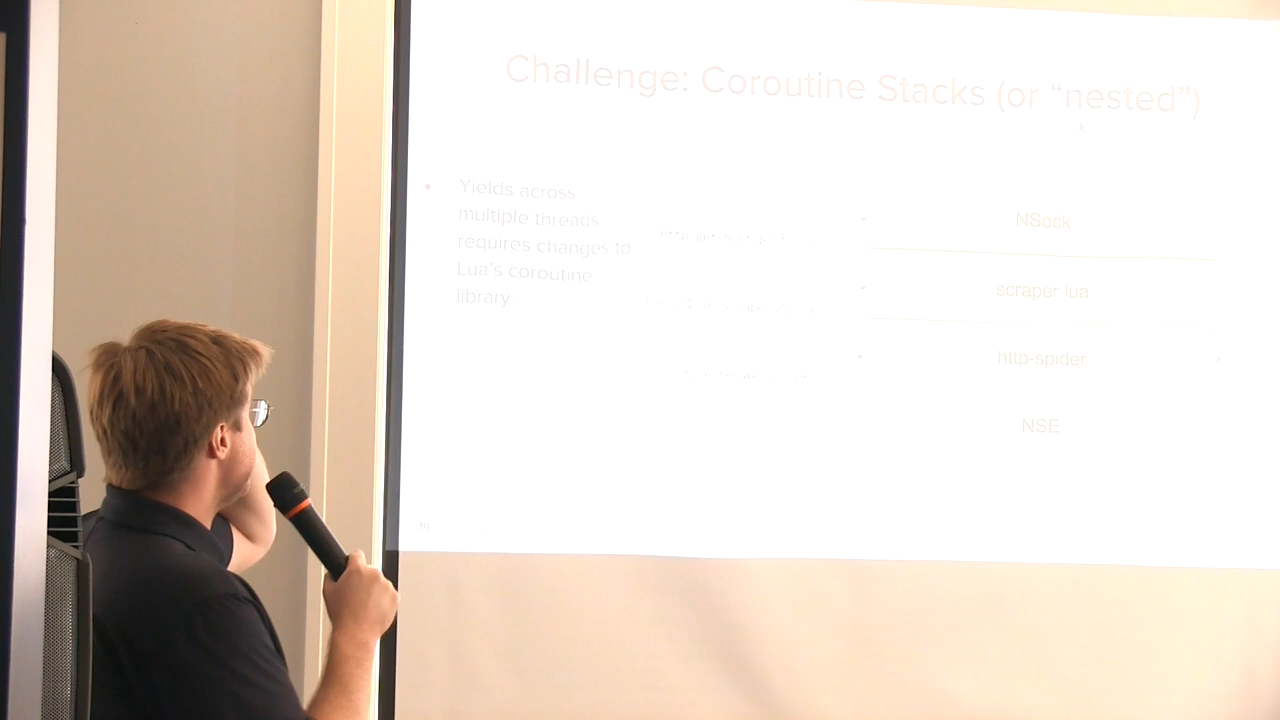 Challenge: Coroutine Stacks (or “nested”)
• Yields across
multiple threads
requires changes to
Lua's coroutine
library
NSock
scraper lua
http-spider
NSE
19